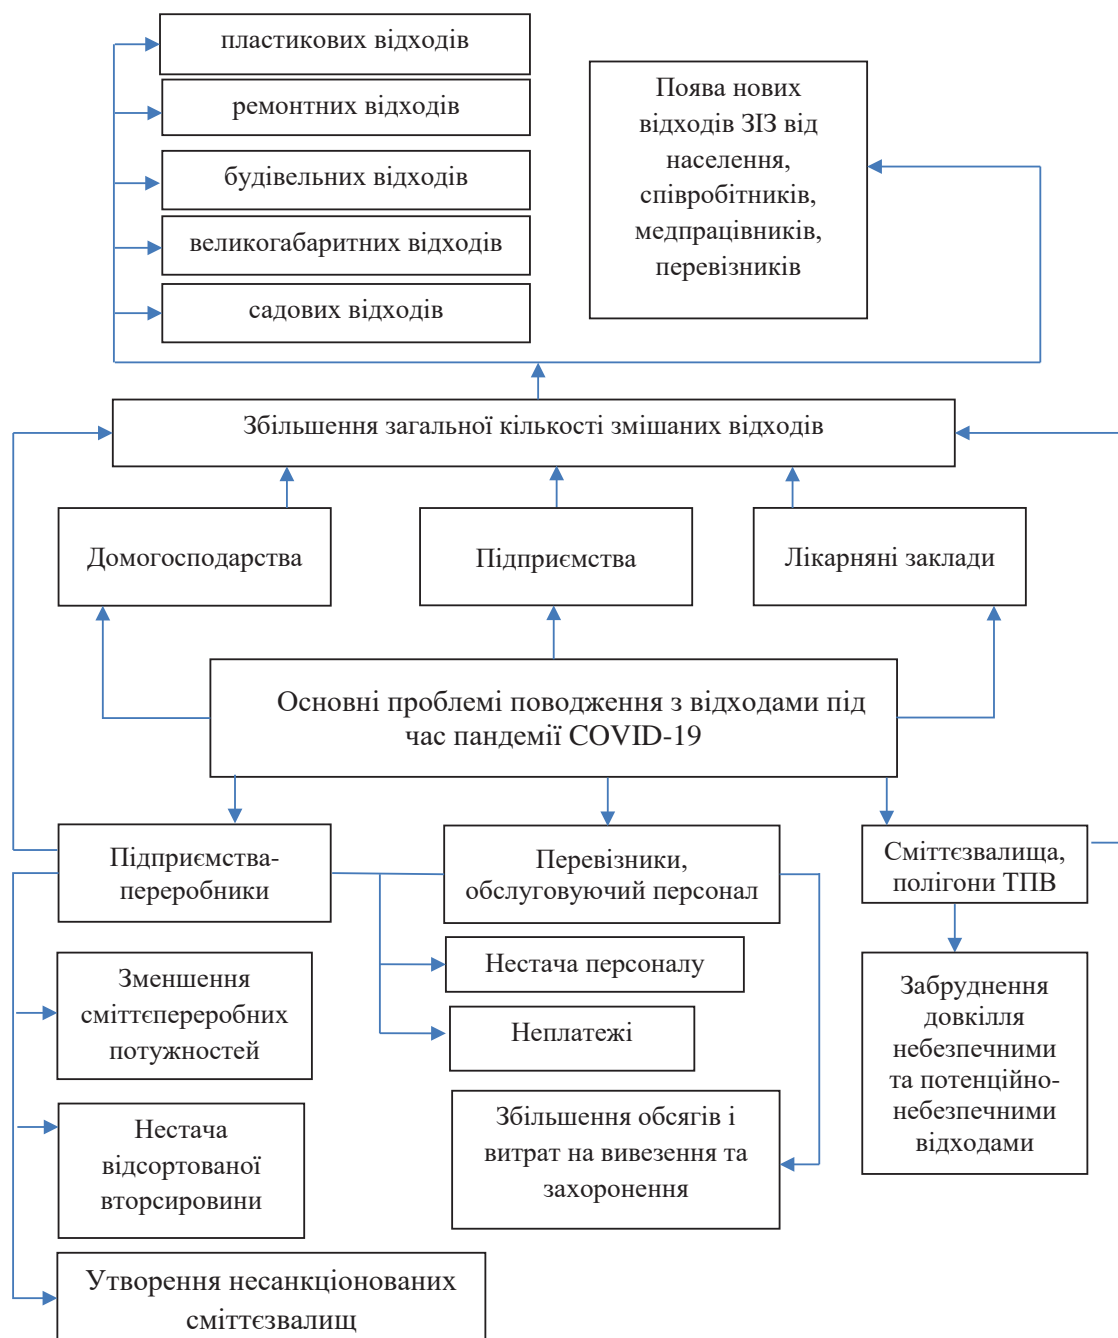 пластикових відходів
ремонтних відходів
будівельних відходів
великогабаритних відходів
садових відходів
Поява нових
відходів ЗІЗ від
населення,
співробітників,
медпрацівників,
перевізників
Збільшення загальної кількості змішаних відходів
Домогосподарства
Підприємства
Лікарняні заклади
Основні проблемі поводження з відходами під
час пандемії COVID-19
Підприємства-
переробники
Перевізники,
обслуговуючий персонал
Сміттєзвалища,
полігони ТПВ
Зменшення
сміттєпереробних
потужностей
Нестача персоналу
Неплатежі
Забруднення
довкілля
небезпечними
та потенційно-
небезпечними
відходами
Нестача
відсортованої
вторсировини
Збільшення обсягів і
витрат на вивезення та
захоронення
Утворення несанкціонованих
сміттєзвалищ